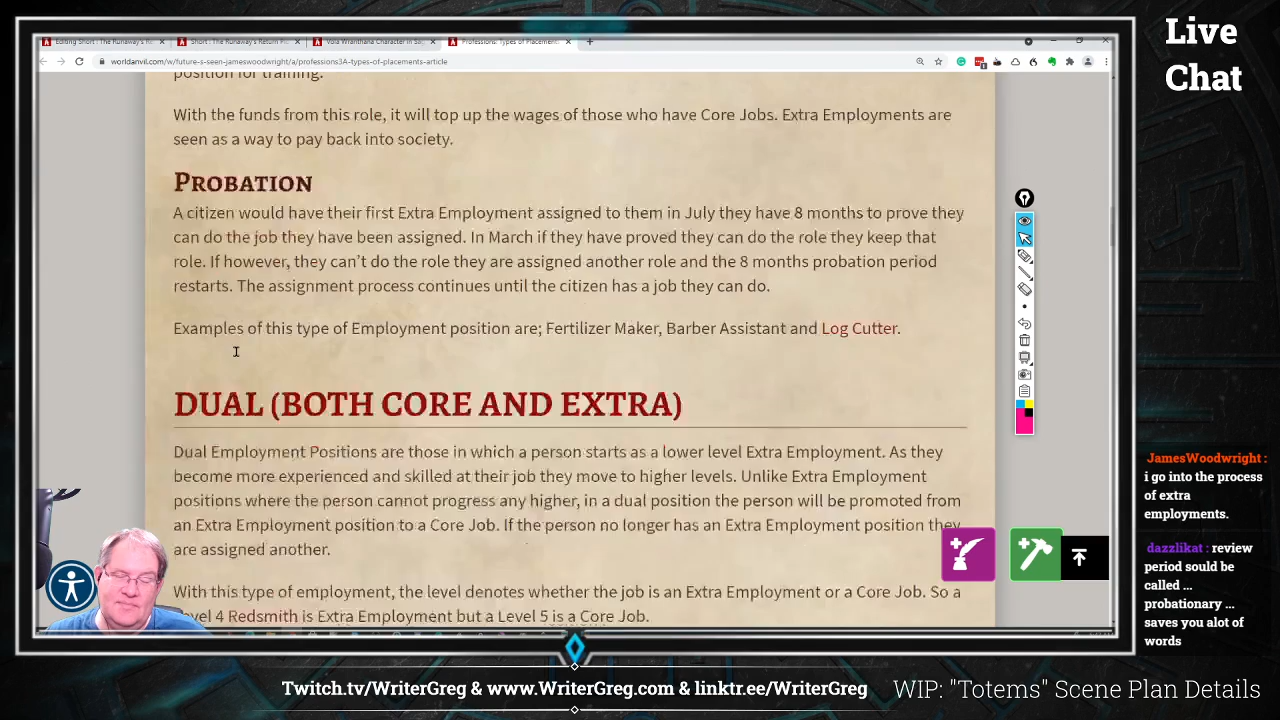 Live
Chat
Editing Short | The Runaway's R
Short | The Runaway's Return P
Professions: Types of Placement
worldanvil.com/w/future-s-seen-jameswoodwright/a/professions3A-types-of-placements-article
position for training.
With the funds from this role, it will top up the wages of those who have Core Jobs. Extra Employments are
seen as a way to pay back into society.
PROBATION
A citizen would have their first Extra Employment assigned to them in July they have 8 months to prove they
can do the job they have been assigned. In March if they have proved they can do the role they keep that
role. If however, they can't do the role they are assigned another role and the 8 months probation period
restarts. The assignment process continues until the citizen has a job they can do.
Examples of this type of Employment position are; Fertilizer Maker, Barber Assistant and Log Cutter.
DUAL (BOTH CORE AND EXTRA)
Dual Employment Positions are those in which a person starts as a lower level Extra Employment. As they
become more experienced and skilled at their job they move to higher levels. Unlike Extra Employment
positions where the person cannot progress any higher, in a dual position the person will be promoted from
an Extra Employment position to a Core Job. If the person no longer has an Extra Employment position they
are assigned another.
With this type of employment, the level denotes whether the job is an Extra Employment or a Core Job. So a
evel 4 Redsmith is Extra Employment but a Level 5 is a Core Job.
JamesWoodwright :
i go into the process
of extra
employments.
dazzlikat : review
period sould be
called ...
probationary ...
saves you alot of
words
Twitch.tv/WriterGreg & www.WriterGreg.com & linktr.ee/WriterGreg
WIP: "Totems" Scene Plan Details